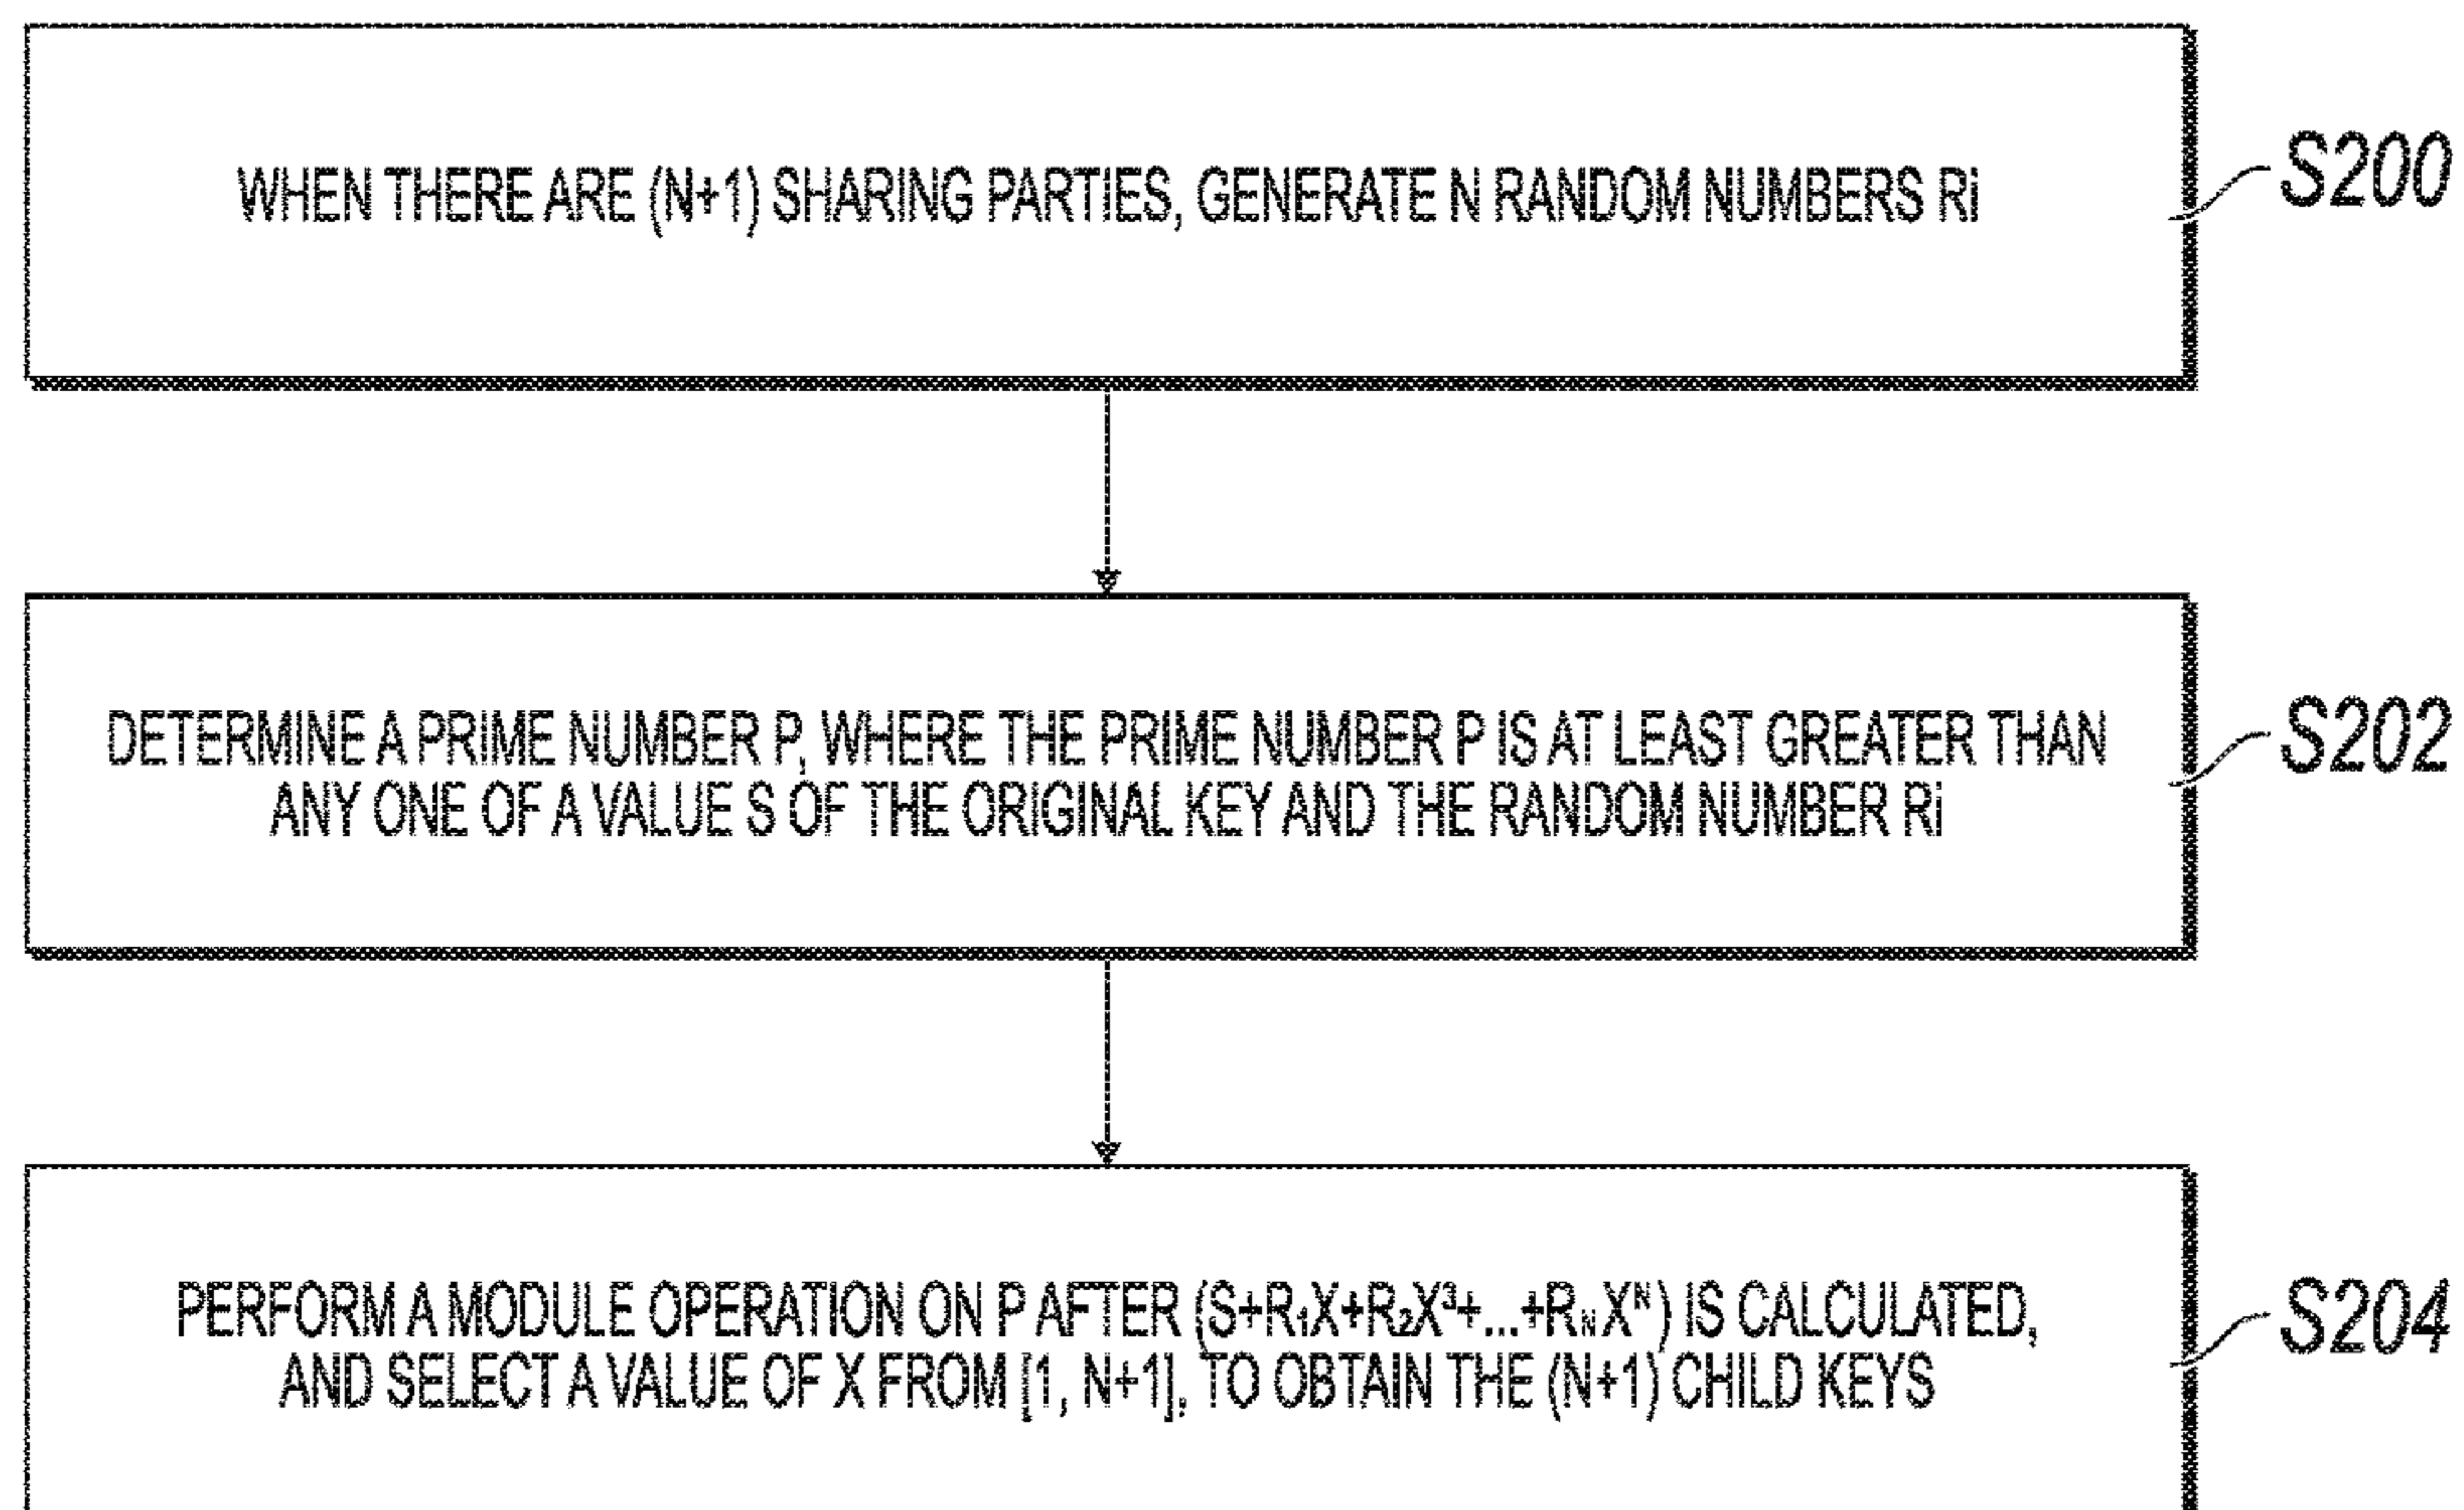 WHEN THERE ARE (N+1) SHARING PARTIES, GENERATE N RANDOM NUMBERS Ri
S200
DETERMINE A PRIME NUMBER P, WHERE THE PRIME NUMBER P IS AT LEAST GREATER THAN
ANY ONE OF A VALUE S OF THE ORIGINAL KEY AND THE RANDOM NUMBER Ri
S202
PERFORM A MODULE OPERATION ON P AFTER (S+R₁X+R₂X³+...+R_N X^N) IS CALCULATED,
AND SELECT A VALUE OF X FROM [1, N+1], TO OBTAIN THE (N+1) CHILD KEYS
S204